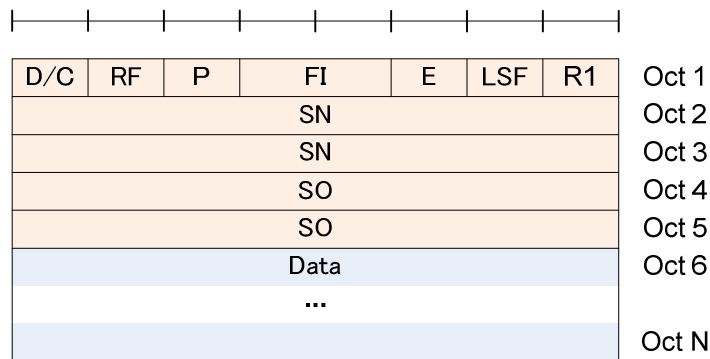 D/C RF P FI E LSF R1 Oct 1
SN Oct 2
SN Oct 3
SO Oct 4
SO Oct 5
Data Oct 6
...
Oct N